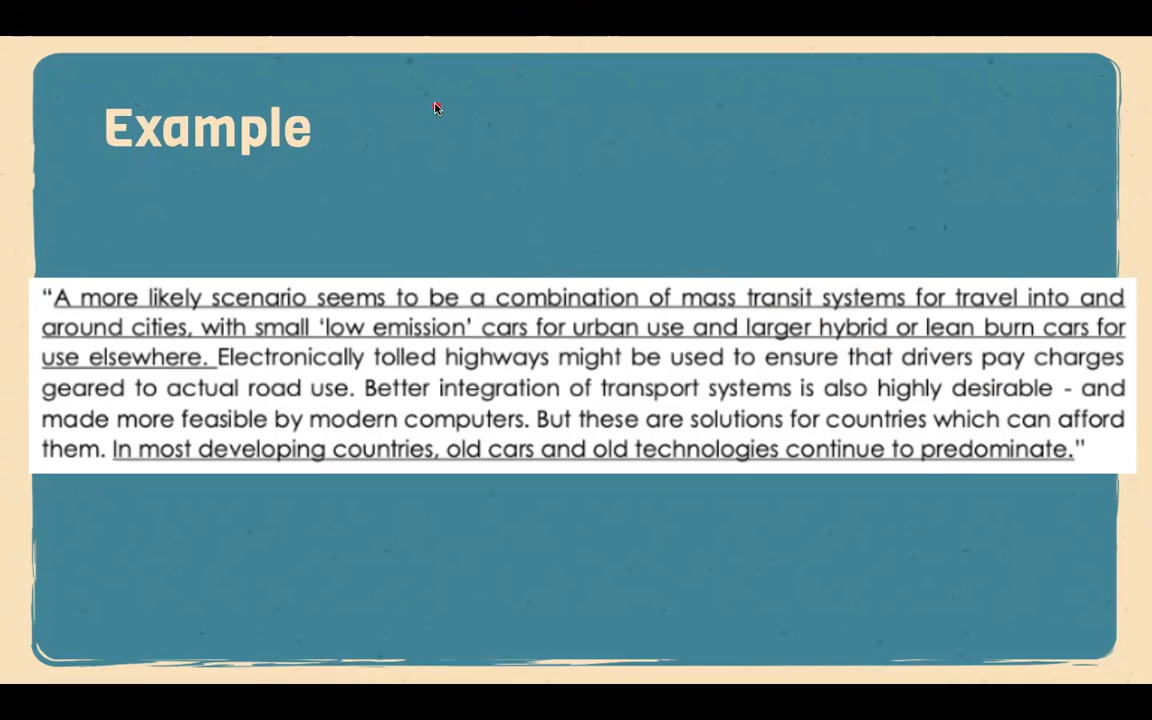 Example
“A more likely scenario seems to be a combination of mass transit systems for travel into and
around cities, with small ‘low emission’ cars for urban use and larger hybrid or lean burn cars for
use elsewhere. Electronically tolled highways might be used to ensure that drivers pay charges
geared to actual road use. Better integration of transport systems is also highly desirable - and
made more feasible by modern computers. But these are solutions for countries which can afford
them. In most developing countries, old cars and old technologies continue to predominate.”